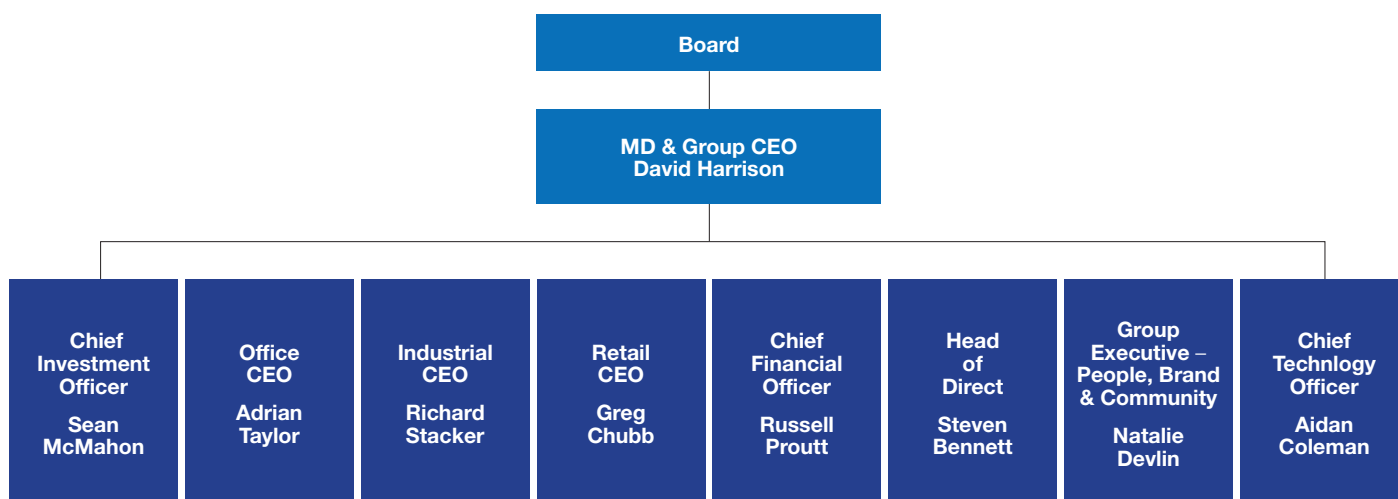 Board
MD & Group CEO
David Harrison
Chief
Investment
Officer
Sean
McMahon
Office
CEO
Adrian
Taylor
Industrial
CEO
Richard
Stacker
Retail
CEO
Greg
Chubb
Chief
Financial
Officer
Russell
Proutt
Head
of
Direct
Steven
Bennett
Group
Executive –
People, Brand
& Community
Natalie
Devlin
Chief
Technlogy
Officer
Aidan
Coleman